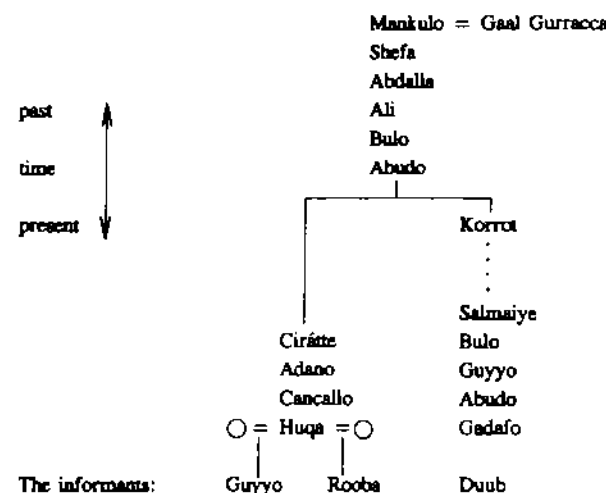 Mankulo = Gaal Gurracca
Shefa
Abdalla
past Ali
Bulo
time Abudo
present Korrot
Salmaiye
Cirátte Bulo
Adano Guyyo
Cancallo Abudo
= Huqa = Gadafo
The informants: Guyyo Rooba Duub